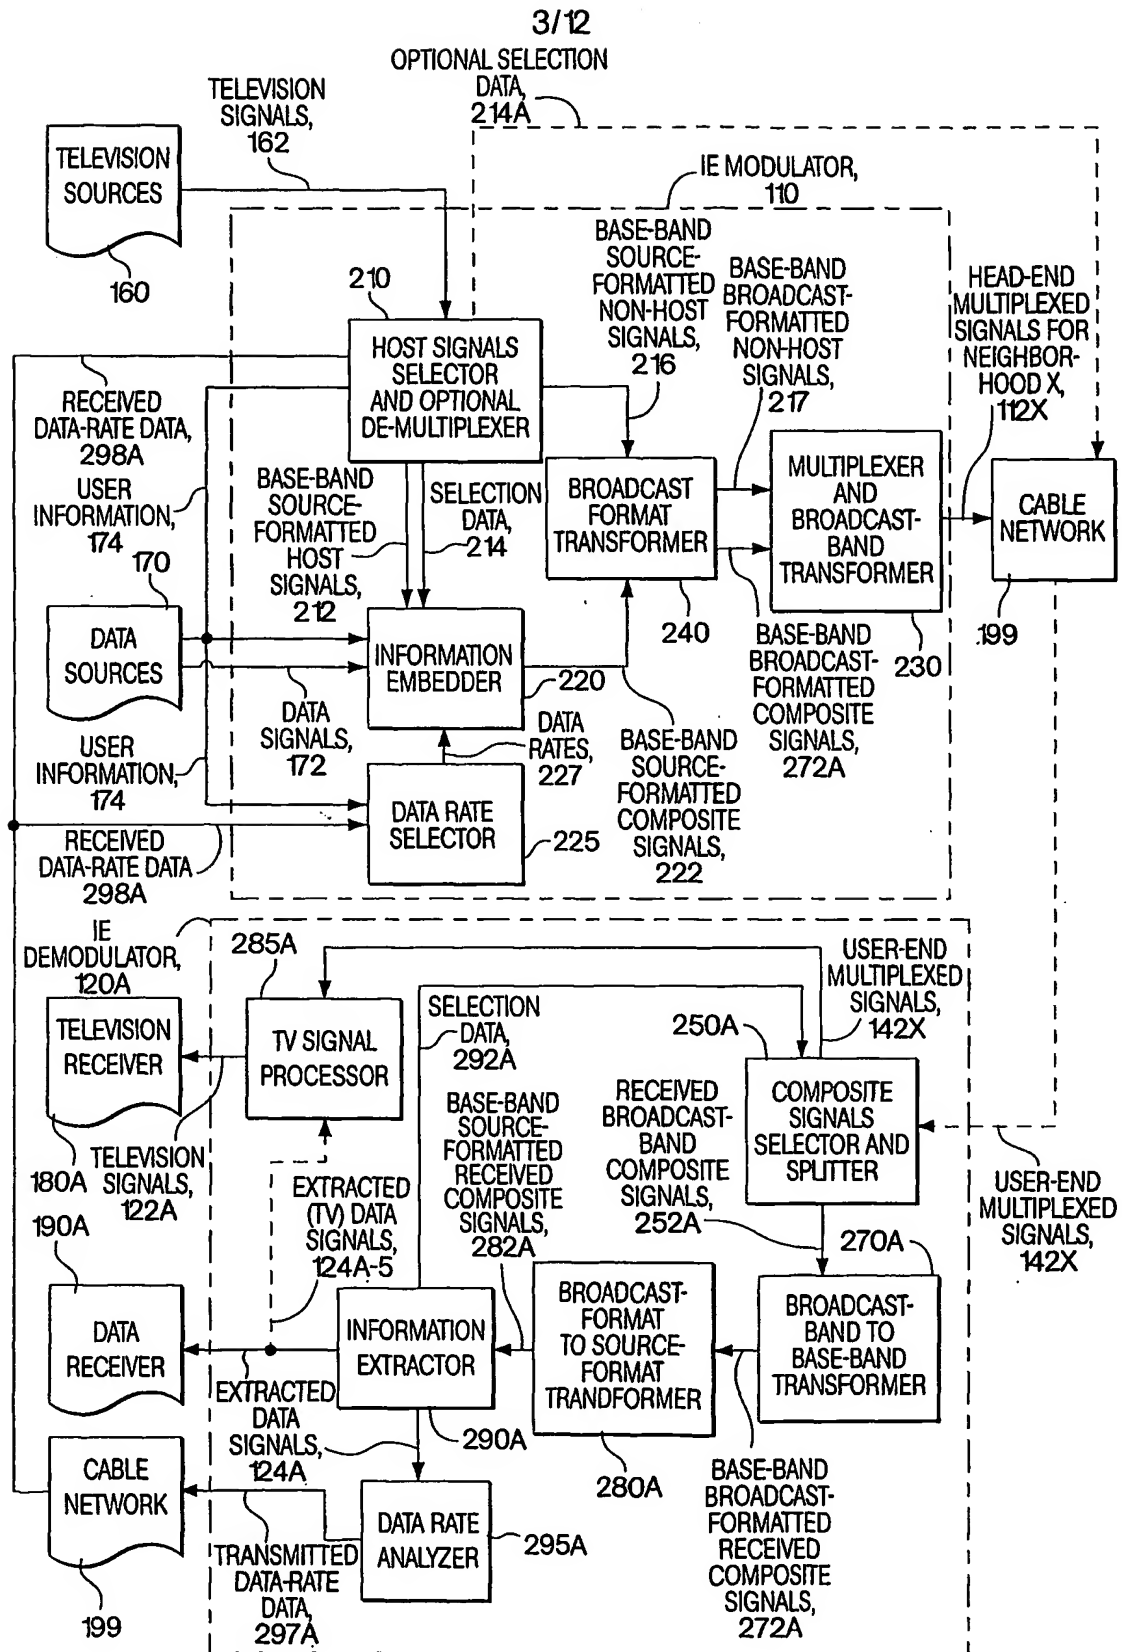 3/12
OPTIONAL SELECTION
DATA,
214A
TELEVISION
SIGNALS,
162
TELEVISION
SOURCES
160
IE MODULATOR,
110
210
HOST SIGNALS
SELECTOR
AND OPTIONAL
DE-MULTIPLEXER
BASE-BAND
SOURCE-
FORMATTED
NON-HOST
SIGNALS,
216
BASE-BAND
BROADCAST-
FORMATTED
NON-HOST
SIGNALS,
217
HEAD-END
MULTIPLEXED
SIGNALS FOR
NEIGHBOR-
HOOD X,
112X
RECEIVED
DATA-RATE DATA,
298A
USER
INFORMATION,
174
BASE-BAND
SOURCE-
FORMATTED
HOST
SIGNALS,
212
SELECTION
DATA,
214
BROADCAST
FORMAT
TRANSFORMER
240
MULTIPLEXER
AND
BROADCAST-
BAND
TRANSFORMER
230
CABLE
NETWORK
199
170
DATA
SOURCES
INFORMATION
EMBEDDER
220
DATA
SIGNALS,
172
DATA
RATES,
227
BASE-BAND
SOURCE-
FORMATTED
COMPOSITE
SIGNALS,
222
BASE-BAND
BROADCAST-
FORMATTED
COMPOSITE
SIGNALS,
272A
USER
INFORMATION,
174
DATA RATE
SELECTOR
225
RECEIVED
DATA-RATE DATA
298A
IE
DEMODULATOR,
120A
285A
TV SIGNAL
PROCESSOR
SELECTION
DATA,
292A
USER-END
MULTIPLEXED
SIGNALS,
142X
250A
COMPOSITE
SIGNALS
SELECTOR AND
SPLITTER
TELEVISION
RECEIVER
180A
TELEVISION
SIGNALS,
122A
EXTRACTED
(TV) DATA
SIGNALS,
124A-5
BASE-BAND
SOURCE-
FORMATTED
RECEIVED
COMPOSITE
SIGNALS,
282A
RECEIVED
BROADCAST-
BAND
COMPOSITE
SIGNALS,
252A
USER-END
MULTIPLEXED
SIGNALS,
142X
190A
DATA
RECEIVER
INFORMATION
EXTRACTOR
290A
BROADCAST-
FORMAT
TO SOURCE-
FORMAT
TRANDFORMER
280A
270A
BROADCAST-
BAND TO
BASE-BAND
TRANSFORMER
EXTRACTED
DATA
SIGNALS,
124A
CABLE
NETWORK
199
DATA RATE
ANALYZER
295A
TRANSMITTED
DATA-RATE
DATA,
297A
BASE-BAND
BROADCAST-
FORMATTED
RECEIVED
COMPOSITE
SIGNALS,
272A